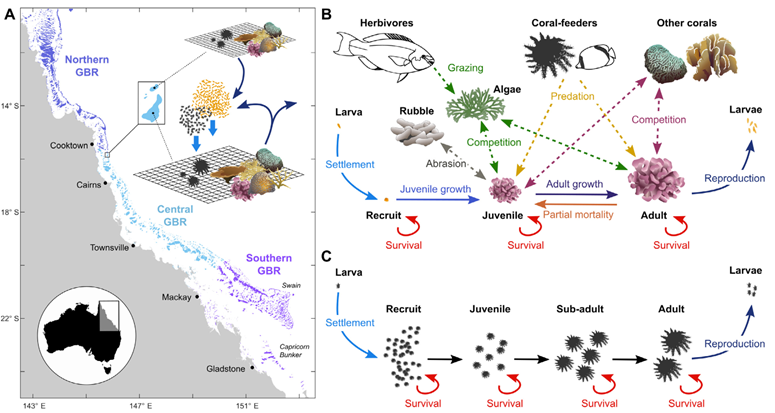 A
Northern
GBR
14° S
Cooktown
Cairns
18° S
Central
GBR
Townsville
Southern
GBR
Swain
Mackay
22° S
Capricorn
Bunker
Gladstone
143° E
147° E
151° E
B
Herbivores
Coral-feeders
Other corals
Grazing
Algae
Predation
Larva
Rubble
Larvae
Competition
Settlement
Abrasion
Competition
Juvenile growth
Adult growth
Reproduction
Partial mortality
Recruit
Juvenile
Adult
Survival
Survival
Survival
C
Larva
Larvae
Settlement
Recruit
Juvenile
Sub-adult
Adult
Reproduction
Survival
Survival
Survival
Survival